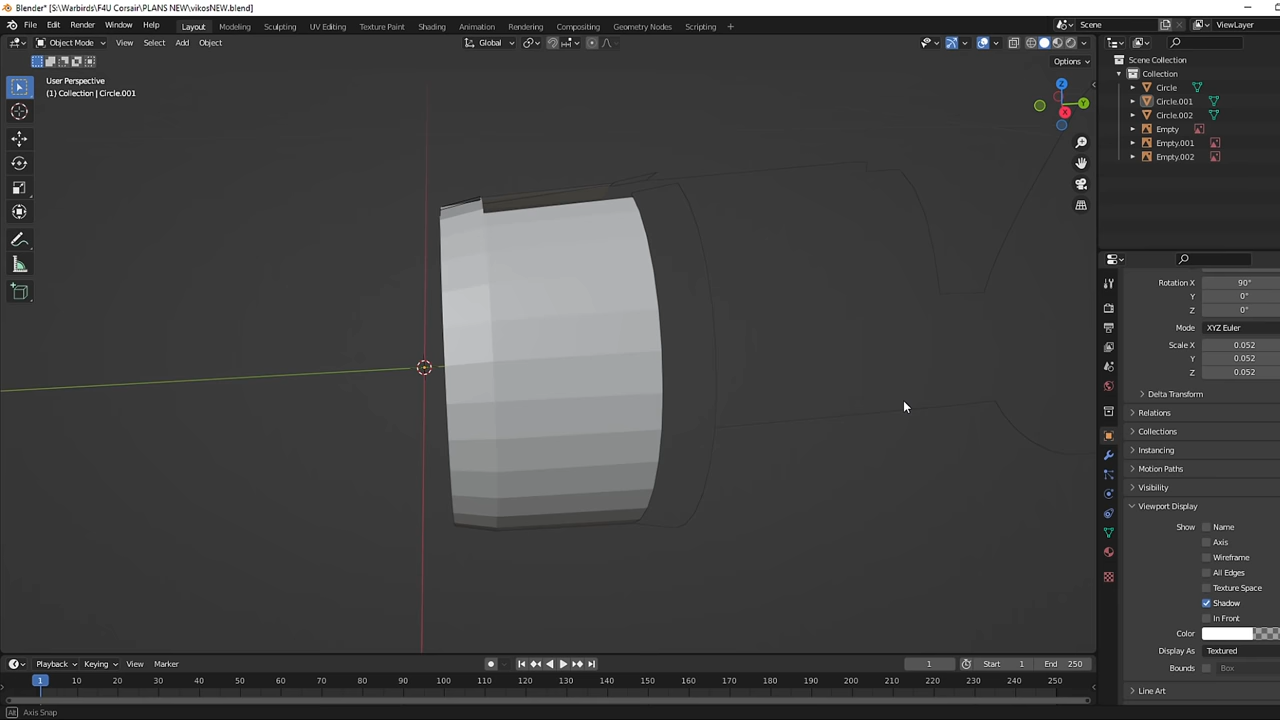 Blender* [S:\Warbirds\F4U Corsair\PLANS NEW\vikosNEW.blend]
File Edit Render Window Help Layout Modeling Sculpting UV Editing Texture Paint Shading Animation Rendering Compositing Geometry Nodes Scripting + Scene ViewLayer
Object Mode View Select Add Object Global
Options
User Perspective
(1) Collection | Circle.001
Z
Y
X
Scene Collection
Collection
Circle
Circle.001
Circle.002
Empty
Empty.001
Empty.002
Rotation X 90°
Y 0°
Z 0°
Mode XYZ Euler
Scale X 0.052
Y 0.052
Z 0.052
Delta Transform
Relations
Collections
Instancing
Motion Paths
Visibility
Viewport Display
Show Name
Axis
Wireframe
All Edges
Texture Space
Shadow
In Front
Color
Display As Textured
Bounds Box
Line Art
Playback Keying View Marker 1 Start 1 End 250
1 10 20 30 40 50 60 70 80 90 100 110 120 130 140 150 160 170 180 190 200 210 220 230 240 250
Axis Snap